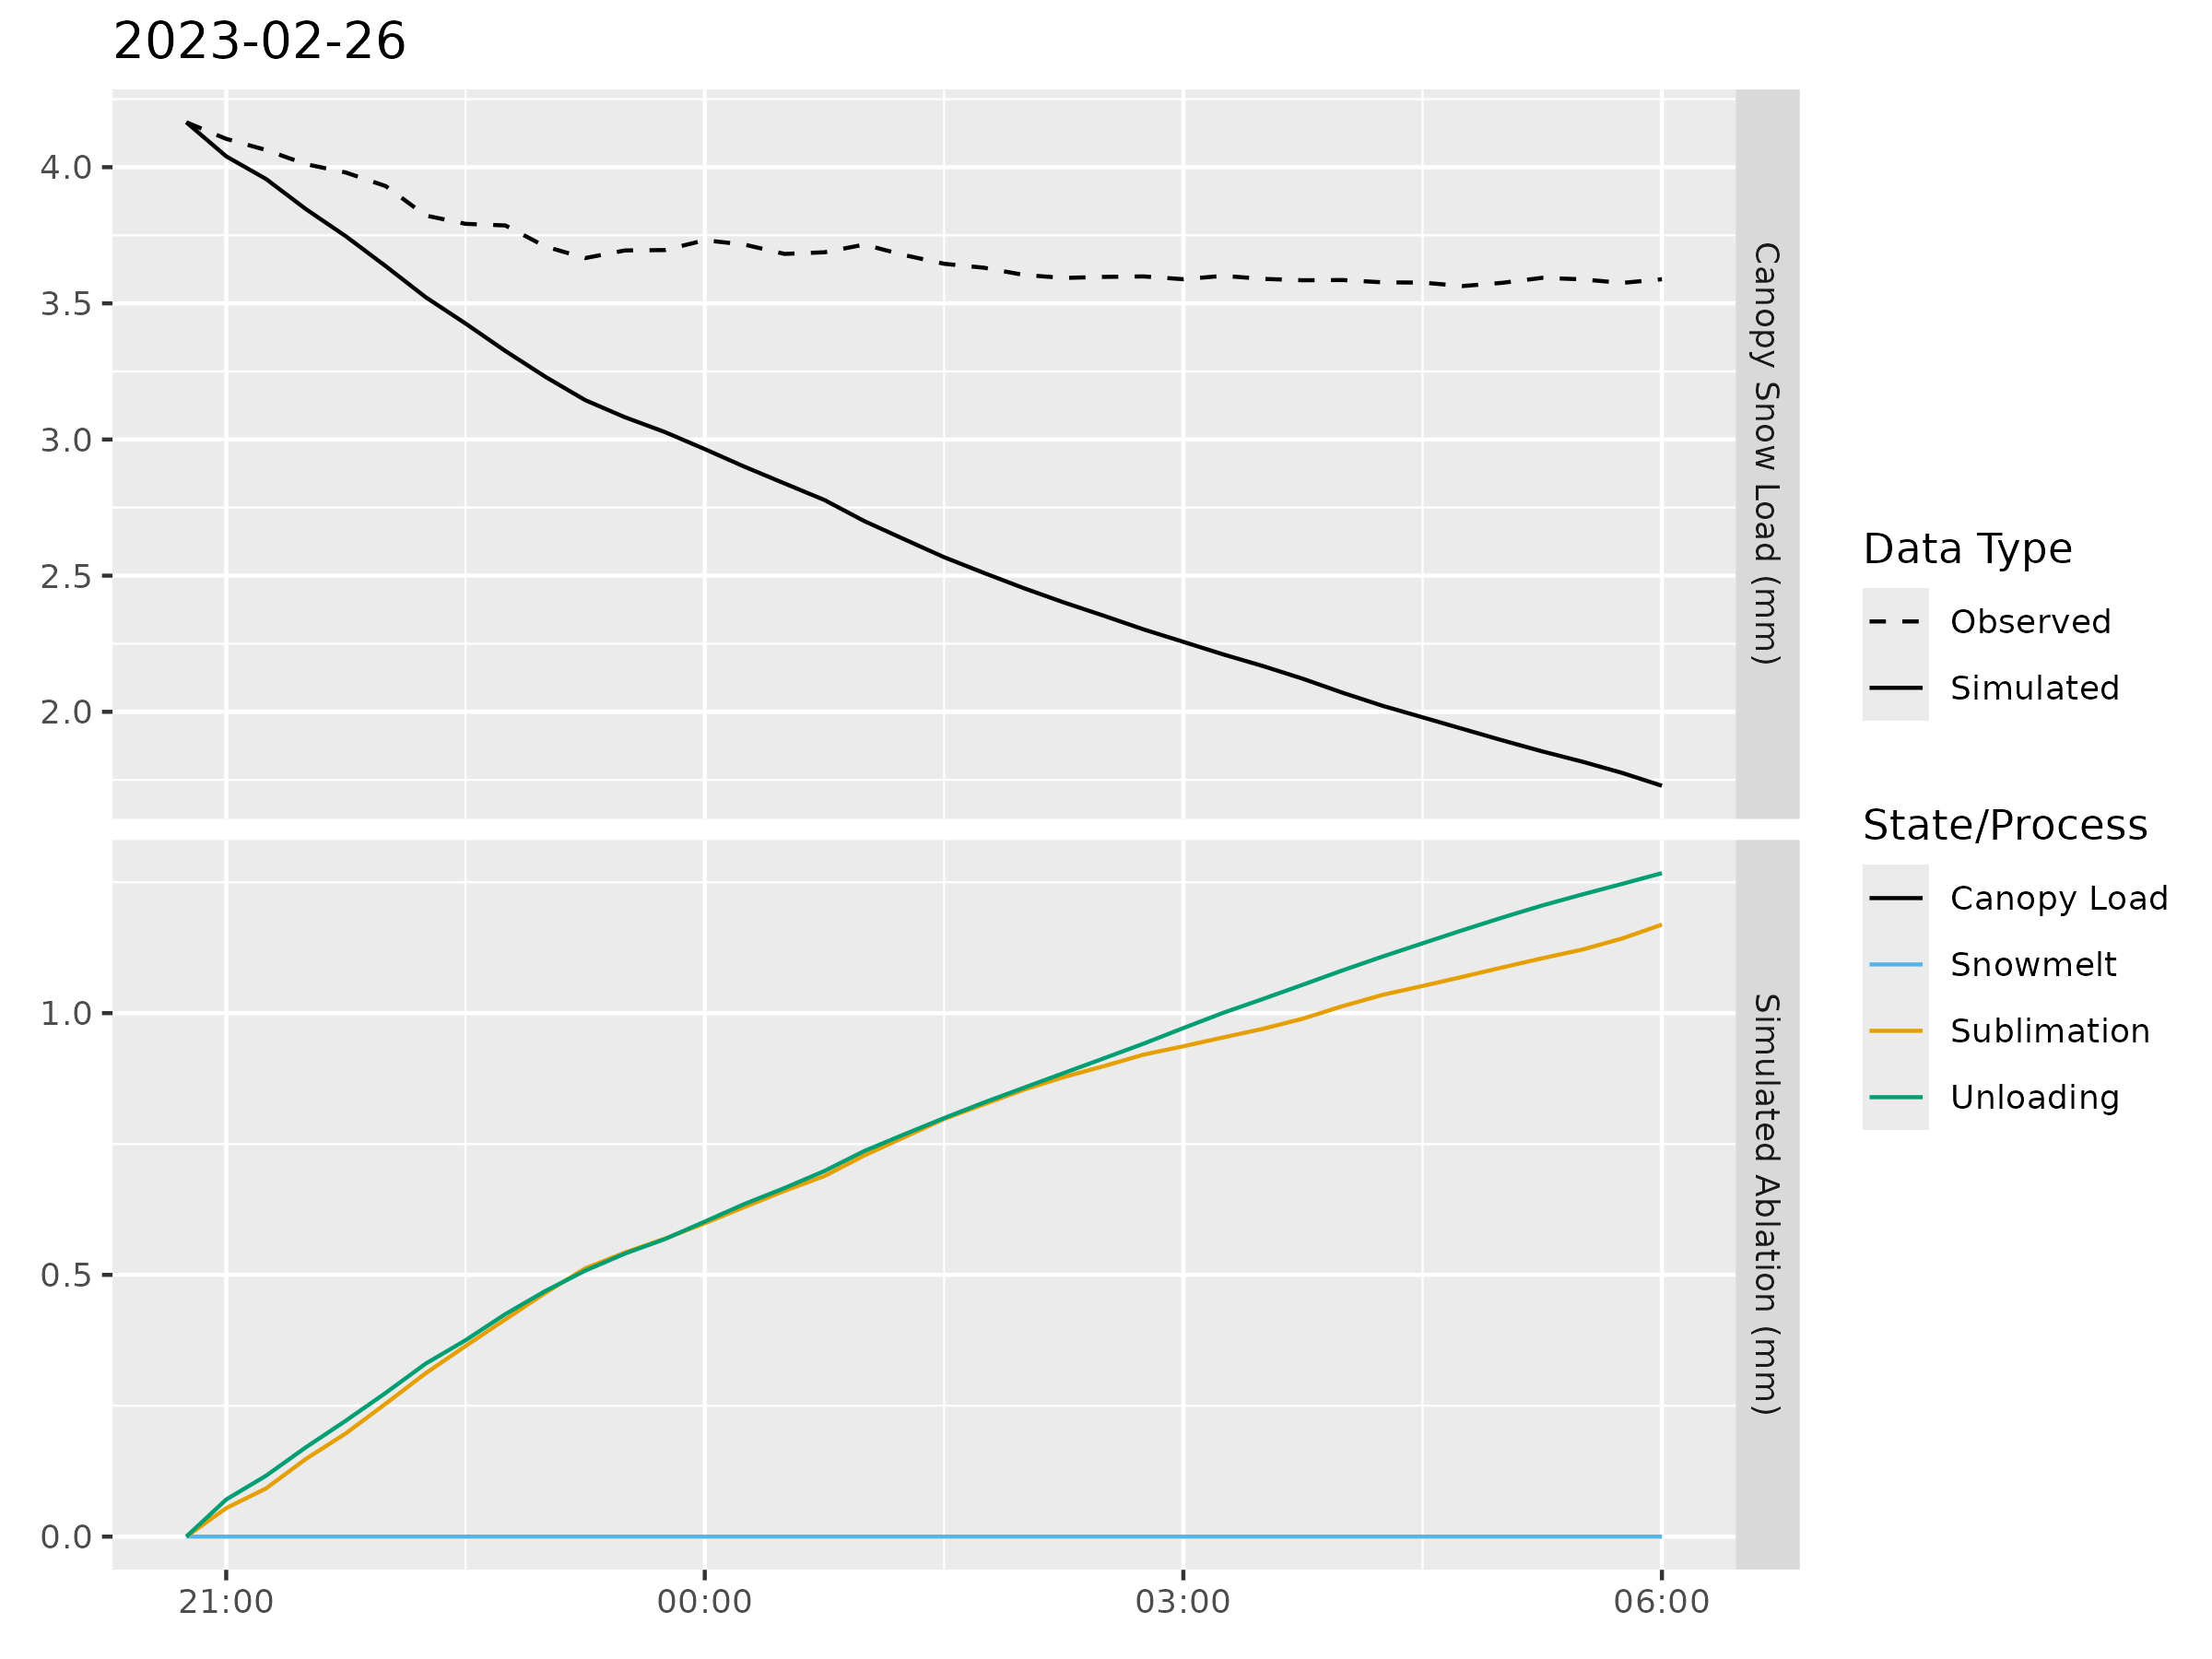 2023-02-26
4.0
3.5
3.0
2.5
2.0
Canopy Snow Load (mm)
1.0
0.5
0.0
Simulated Ablation (mm)
21:00
00:00
03:00
06:00
Data Type
Observed
Simulated
State/Process
Canopy Load
Snowmelt
Sublimation
Unloading